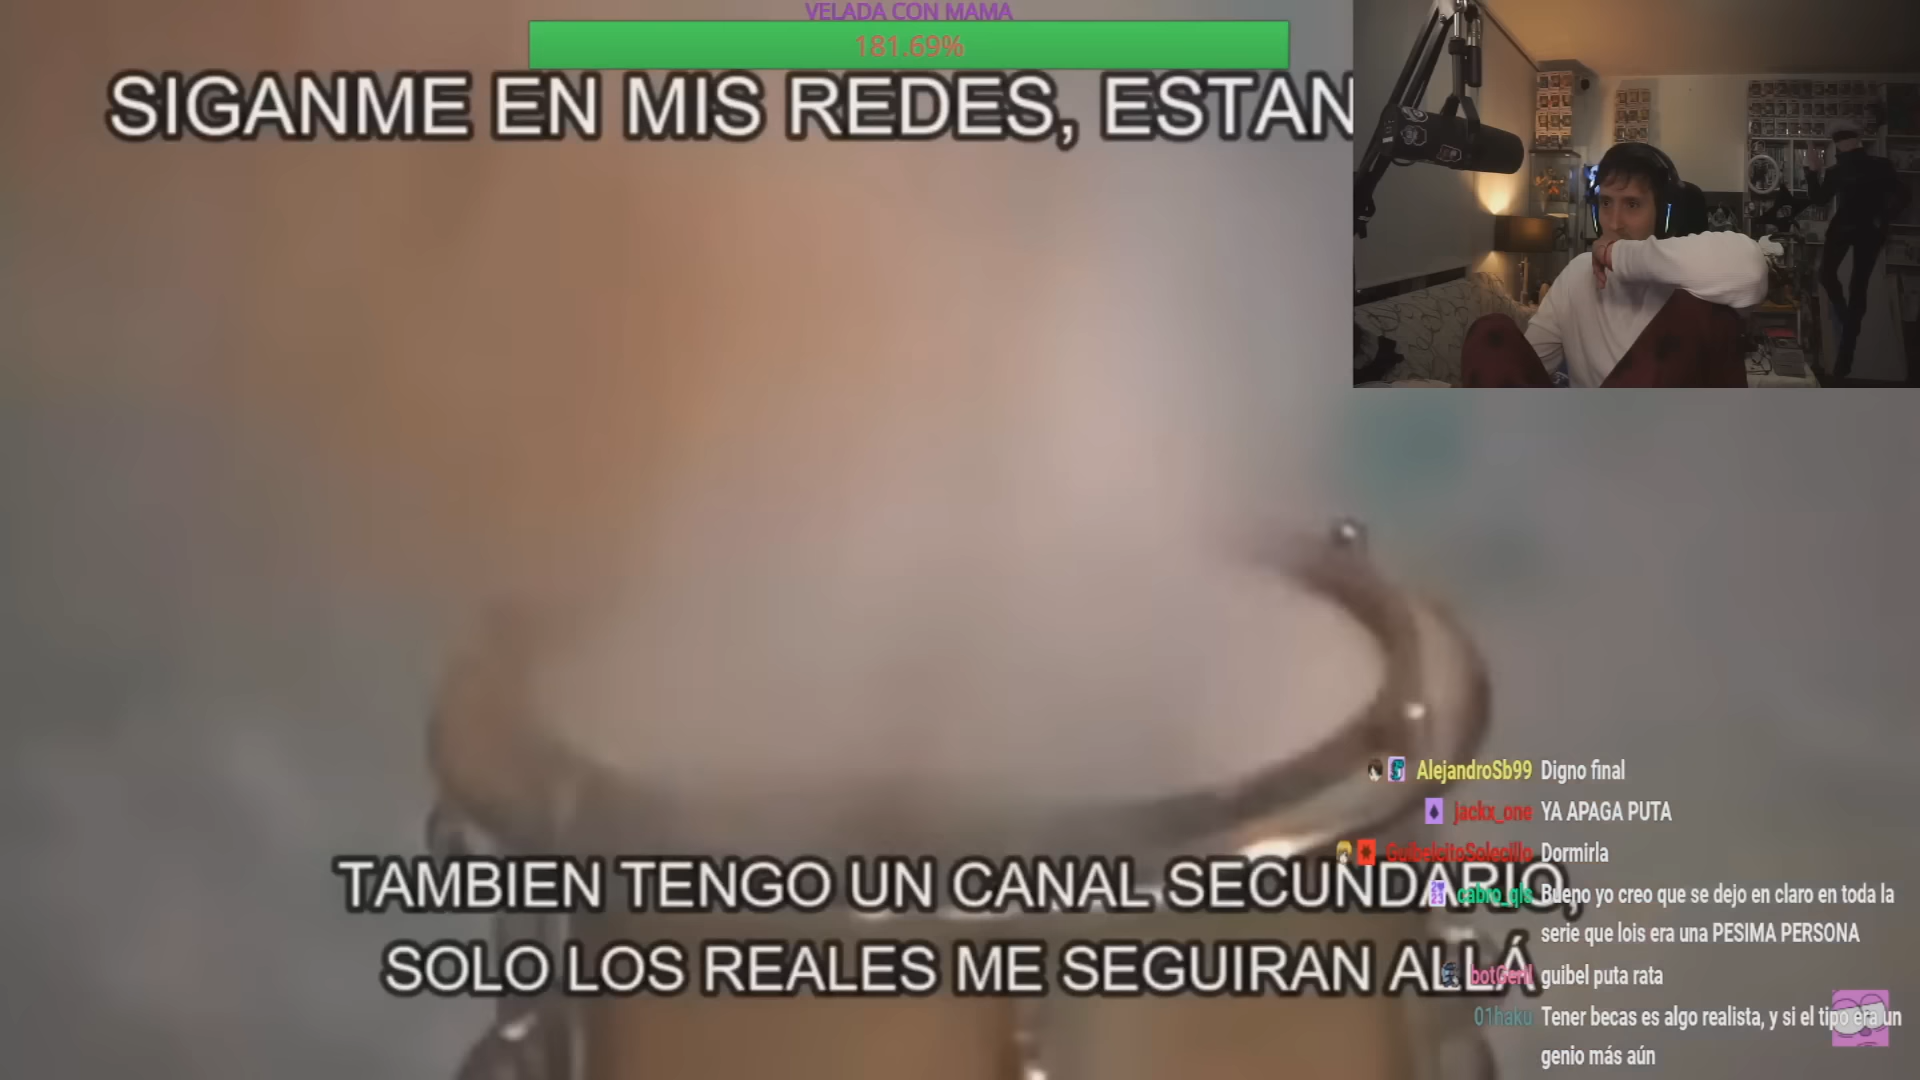 VELADA CON MAMA
181.69%
SIGANME EN MIS REDES, ESTAN
AlejandroSb99 Digno final
jackx_one YA APAGA PUTA
GuibelcitoSolecillo Dormirla
TAMBIEN TENGO UN CANAL SECUNDARIO,
cabro_qls Bueno yo creo que se dejo en claro en toda la
serie que lois era una PESIMA PERSONA
SOLO LOS REALES ME SEGUIRAN ALLÁ
guibel puta rata
01haku Tener becas es algo realista, y si el tipo era un
genio más aún